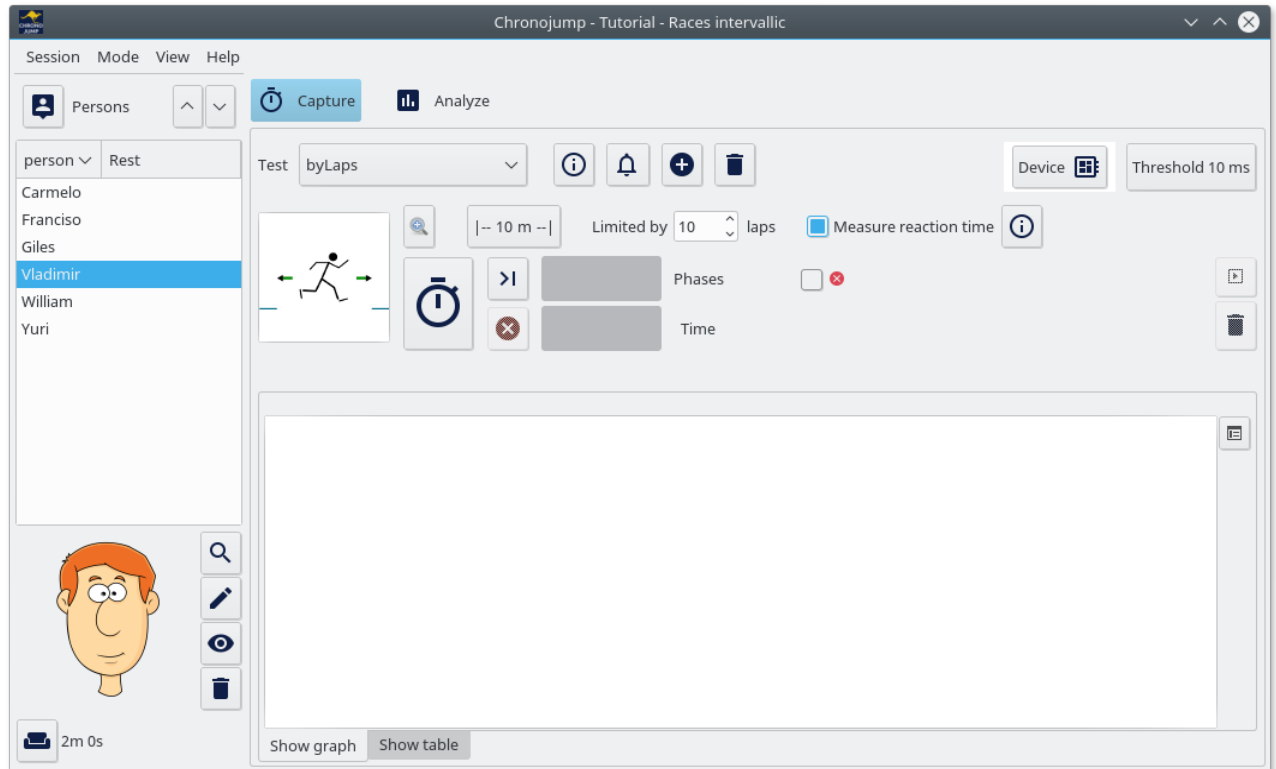 Chronojump - Tutorial - Races intervallic
CHRONO
JUMP
Session Mode View Help
Persons
Capture
Analyze
person Rest
Carmelo
Franciso
Giles
Vladimir
William
Yuri
Test byLaps
Device
Threshold 10 ms
|-- 10 m --|
Limited by 10 laps
Measure reaction time
Phases
Time
2m 0s
Show graph
Show table